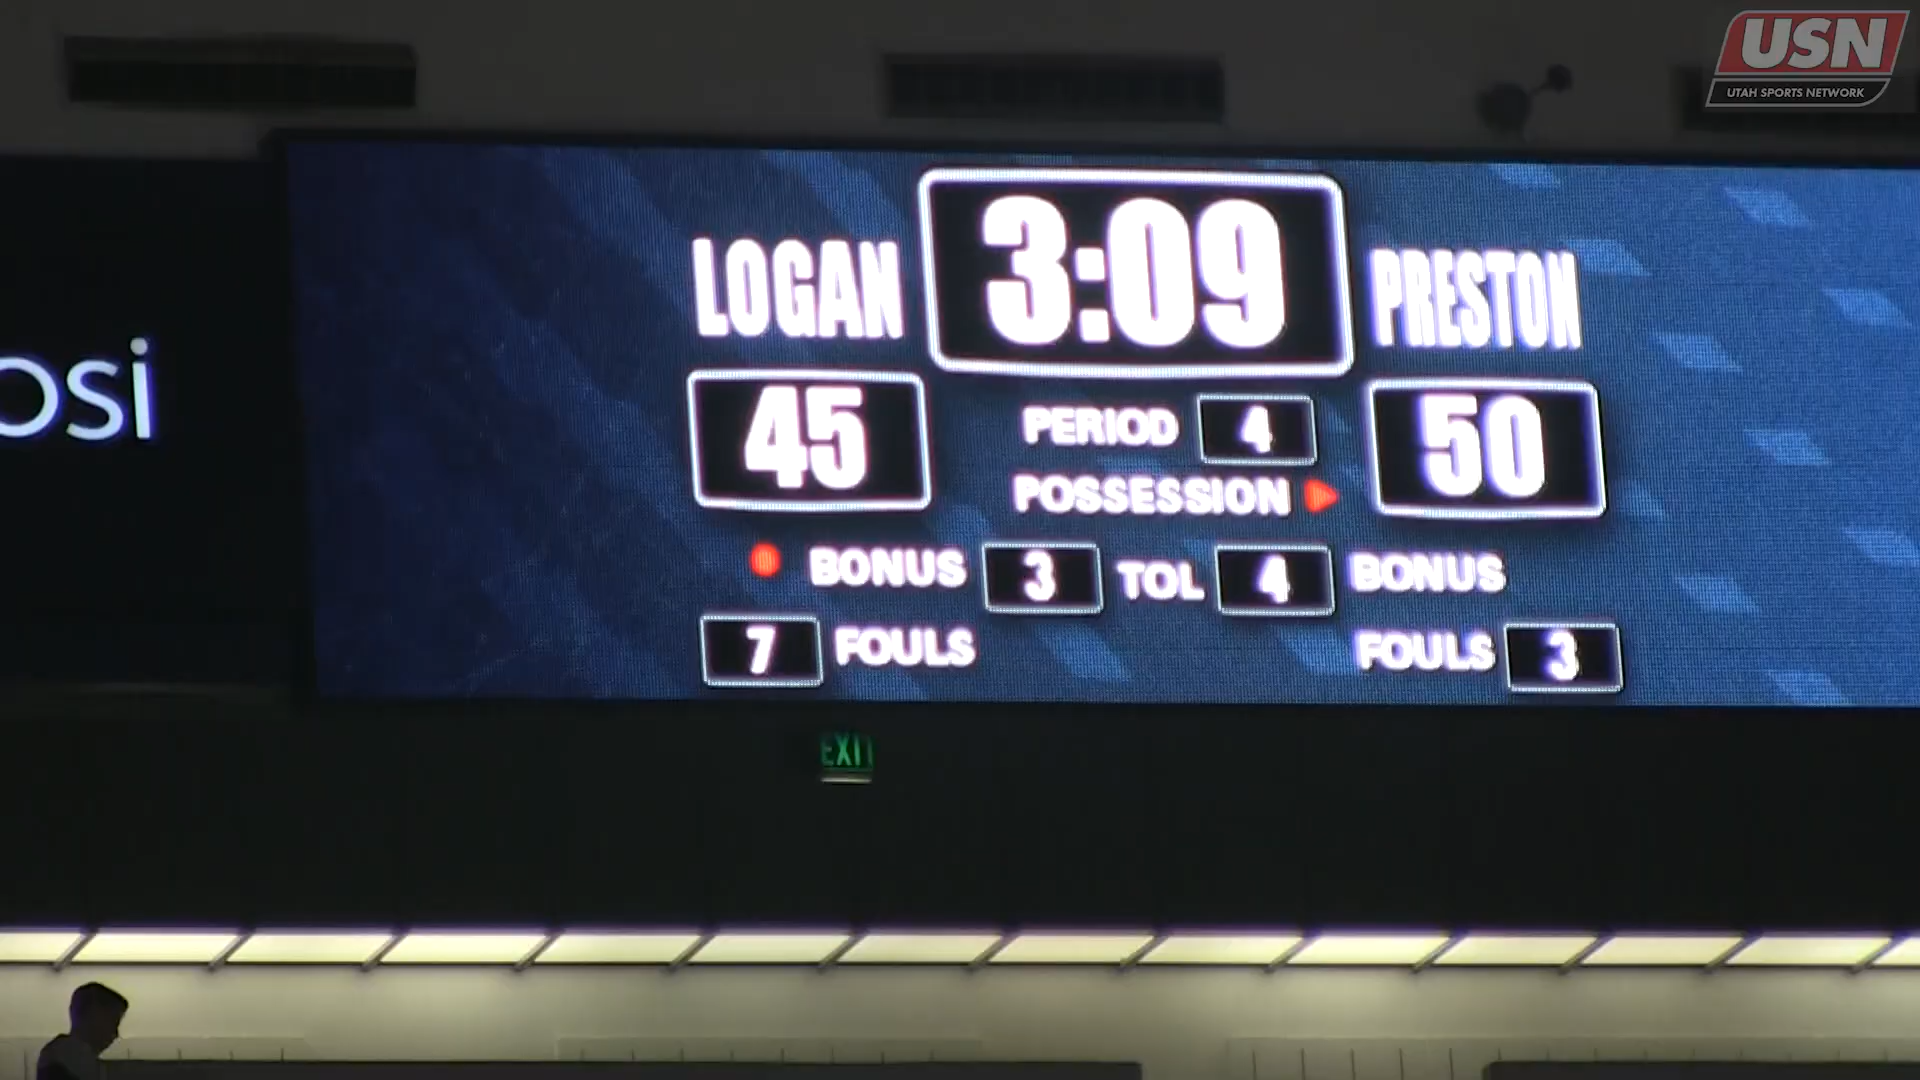 USN
UTAH SPORTS NETWORK
LOGAN 3:09 PRESTON
45 PERIOD 4 50
POSSESSION
BONUS 3 TOL 4 BONUS
7 FOULS FOULS 3
osi
EXIT